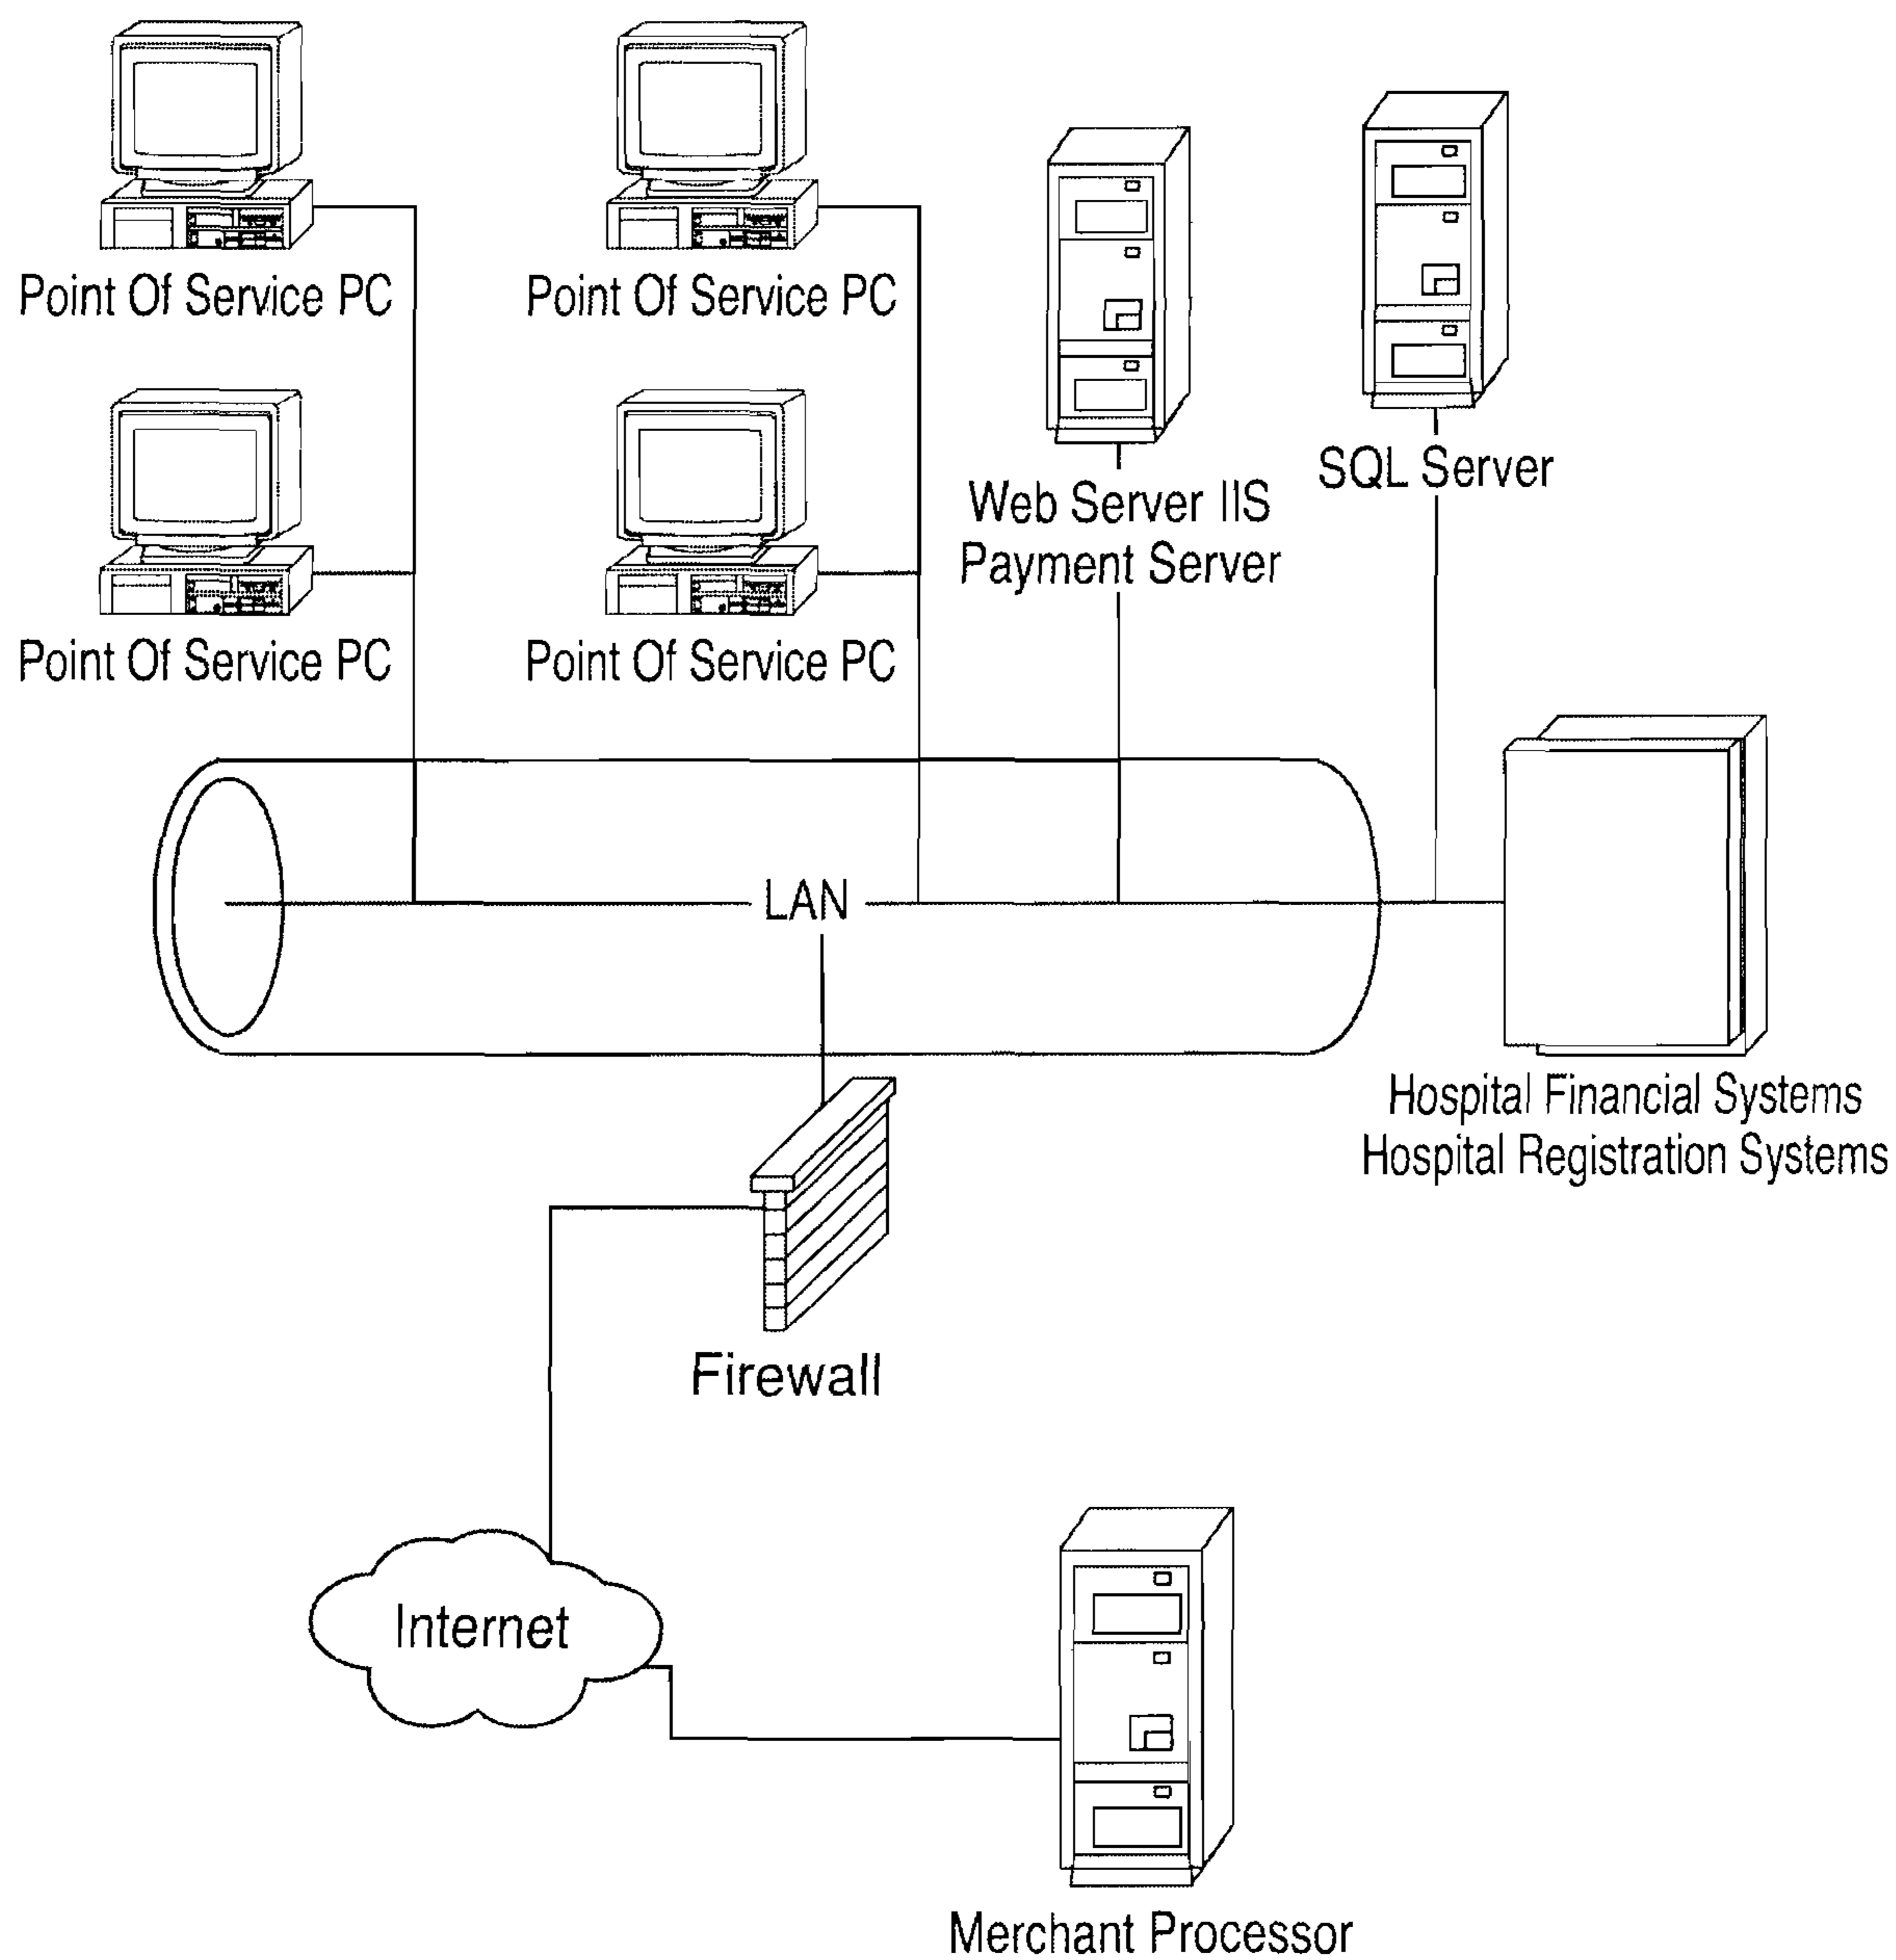 Point Of Service PC
Point Of Service PC
Point Of Service PC
Point Of Service PC
Web Server IIS
Payment Server
SQL Server
LAN
Hospital Financial Systems
Hospital Registration Systems
Firewall
Internet
Merchant Processor